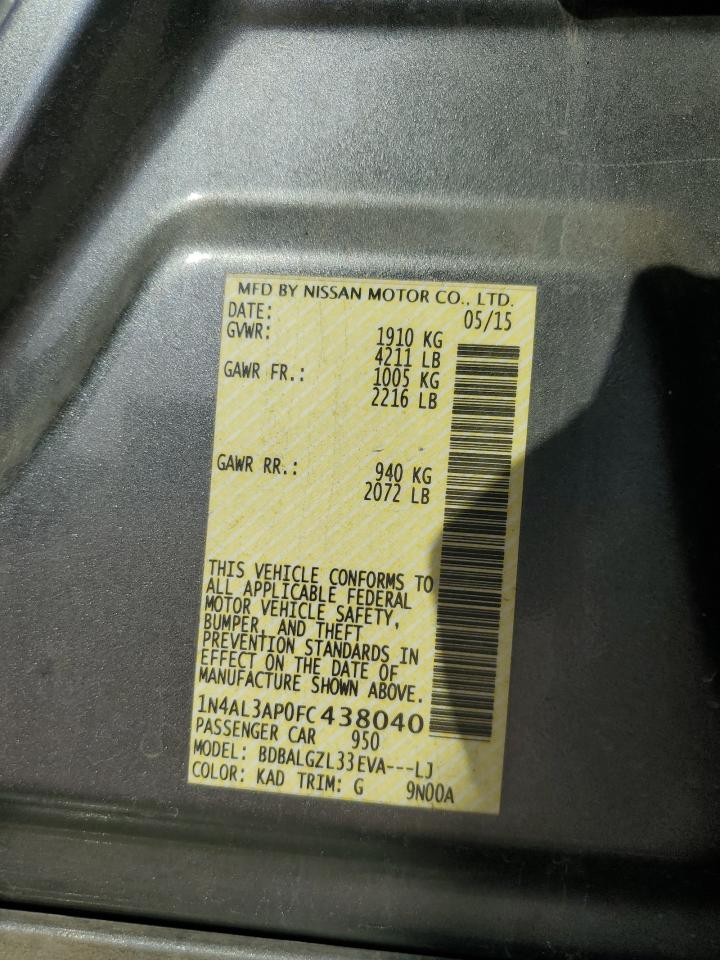 MFD BY NISSAN MOTOR CO., LTD.
DATE: 05/15
GVWR: 1910 KG
4211 LB
GAWR FR.: 1005 KG
2216 LB
GAWR RR.: 940 KG
2072 LB
THIS VEHICLE CONFORMS TO
ALL APPLICABLE FEDERAL
MOTOR VEHICLE SAFETY,
BUMPER, AND THEFT
PREVENTION STANDARDS IN
EFFECT ON THE DATE OF
MANUFACTURE SHOWN ABOVE.
1N4AL3AP0FC438040
PASSENGER CAR 950
MODEL: BDBALGZL33EVA---LJ
COLOR: KAD TRIM: G 9N00A